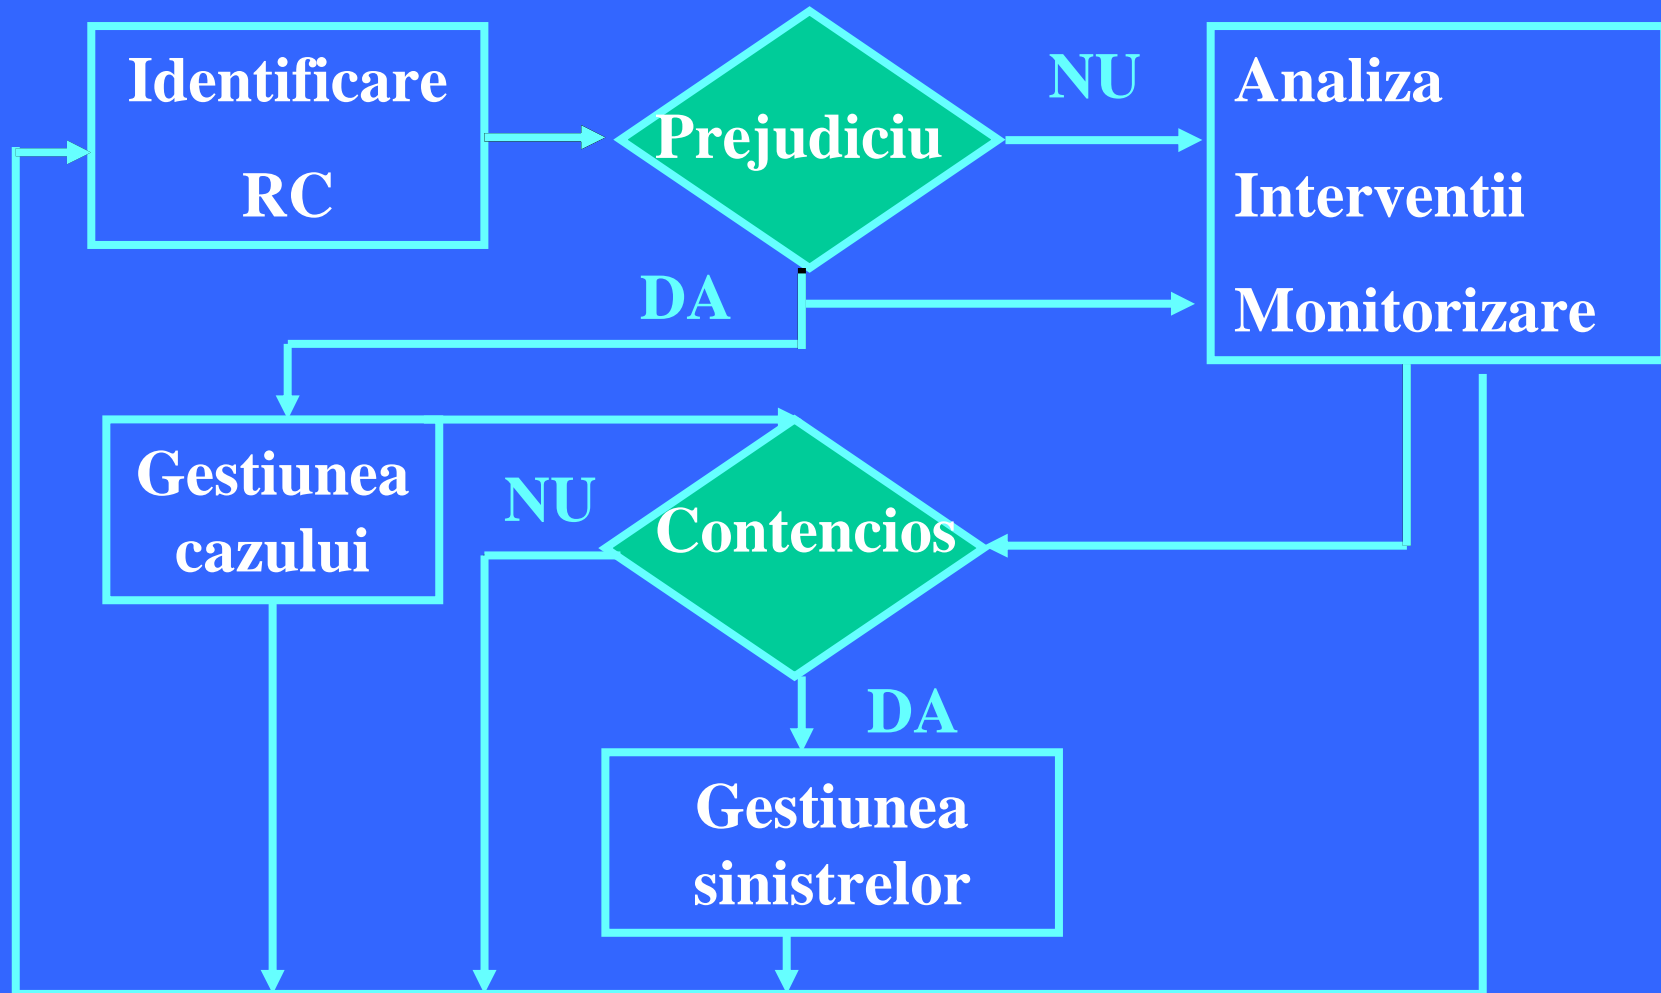 Identificare
RC
Prejudiciu
NU
Analiza
Interventii
Monitorizare
DA
Gestiunea
cazului
NU
Contencios
DA
Gestiunea
sinistrelor